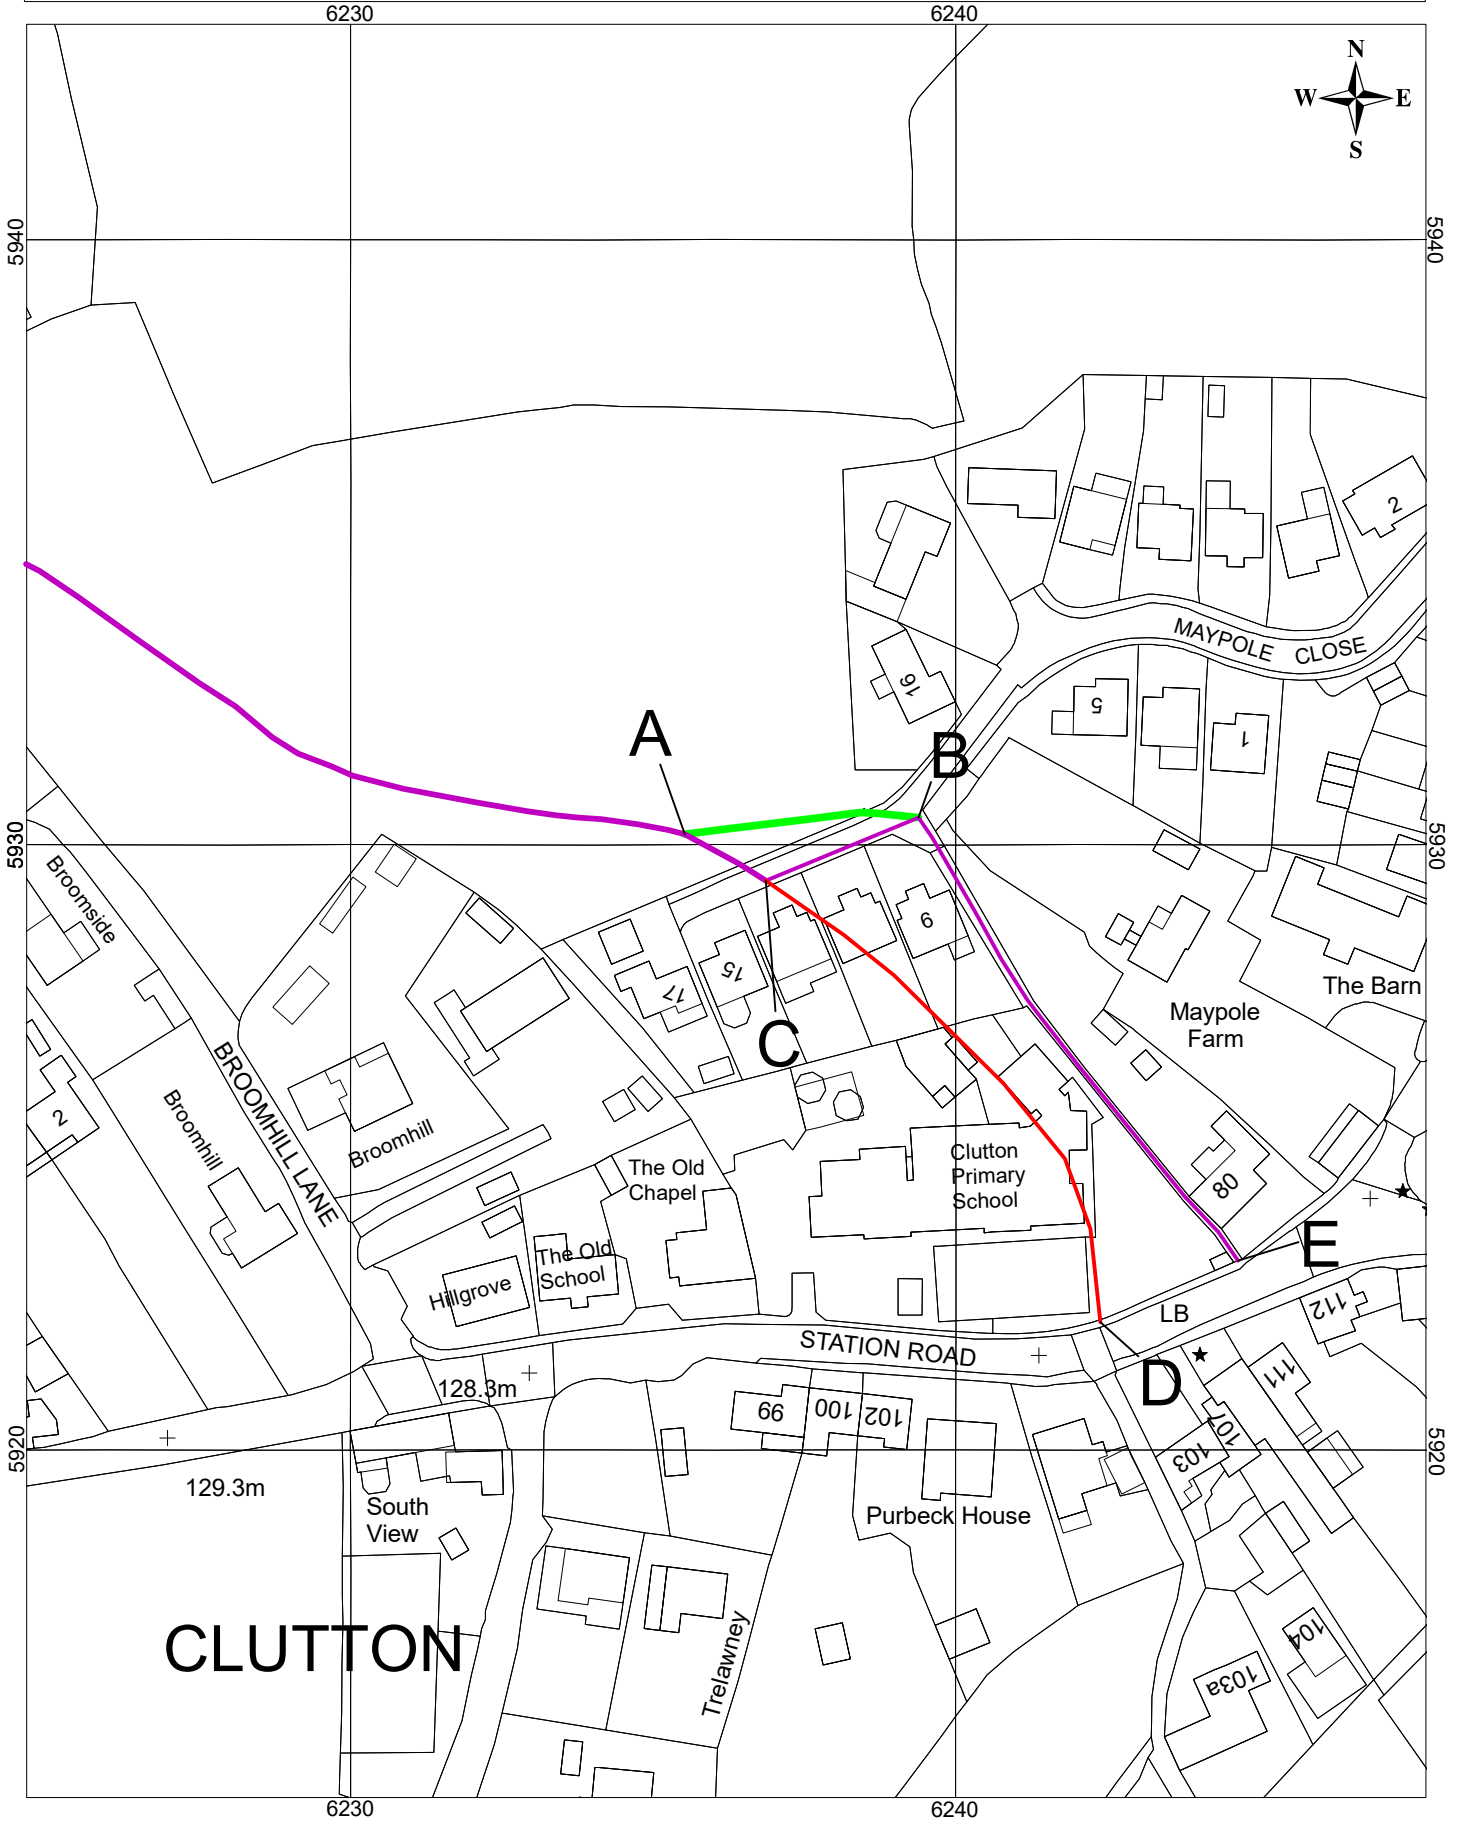 6230
6240
N
W
E
S
5940
5940
2
MAYPOLE CLOSE
16
5
1
A
B
5930
5930
Broomside
9
15
17
The Barn
Maypole
Farm
C
BROOMHILL LANE
2
Broomhill
Broomhill
Clutton
Primary
School
The Old
Chapel
80
E
The Old
School
Hillgrove
LB
112
STATION ROAD
D
111
128.3m
99
100
102
107
103
5920
5920
129.3m
South
View
Purbeck House
CLUTTON
Trelawney
104
103a
6230
6240